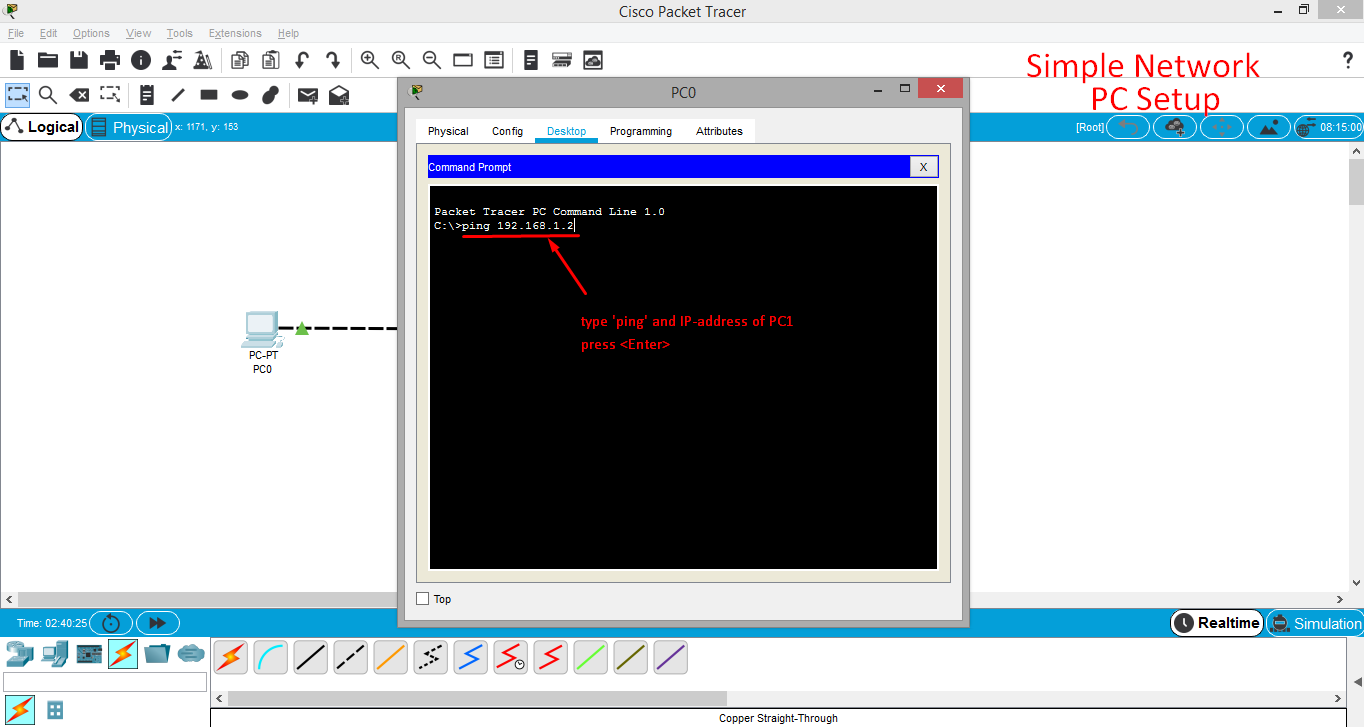 Cisco Packet Tracer
File Edit Options View Tools Extensions Help
Simple Network
PC Setup
?
PC0
Logical Physical x: 1171, y: 153
[Root] 08:15:00
Physical Config Desktop Programming Attributes
Command Prompt X
Packet Tracer PC Command Line 1.0
C:\>ping 192.168.1.2
type 'ping' and IP-address of PC1
press <Enter>
PC-PT
PC0
Top
Time: 02:40:25
Realtime Simulation
Copper Straight-Through